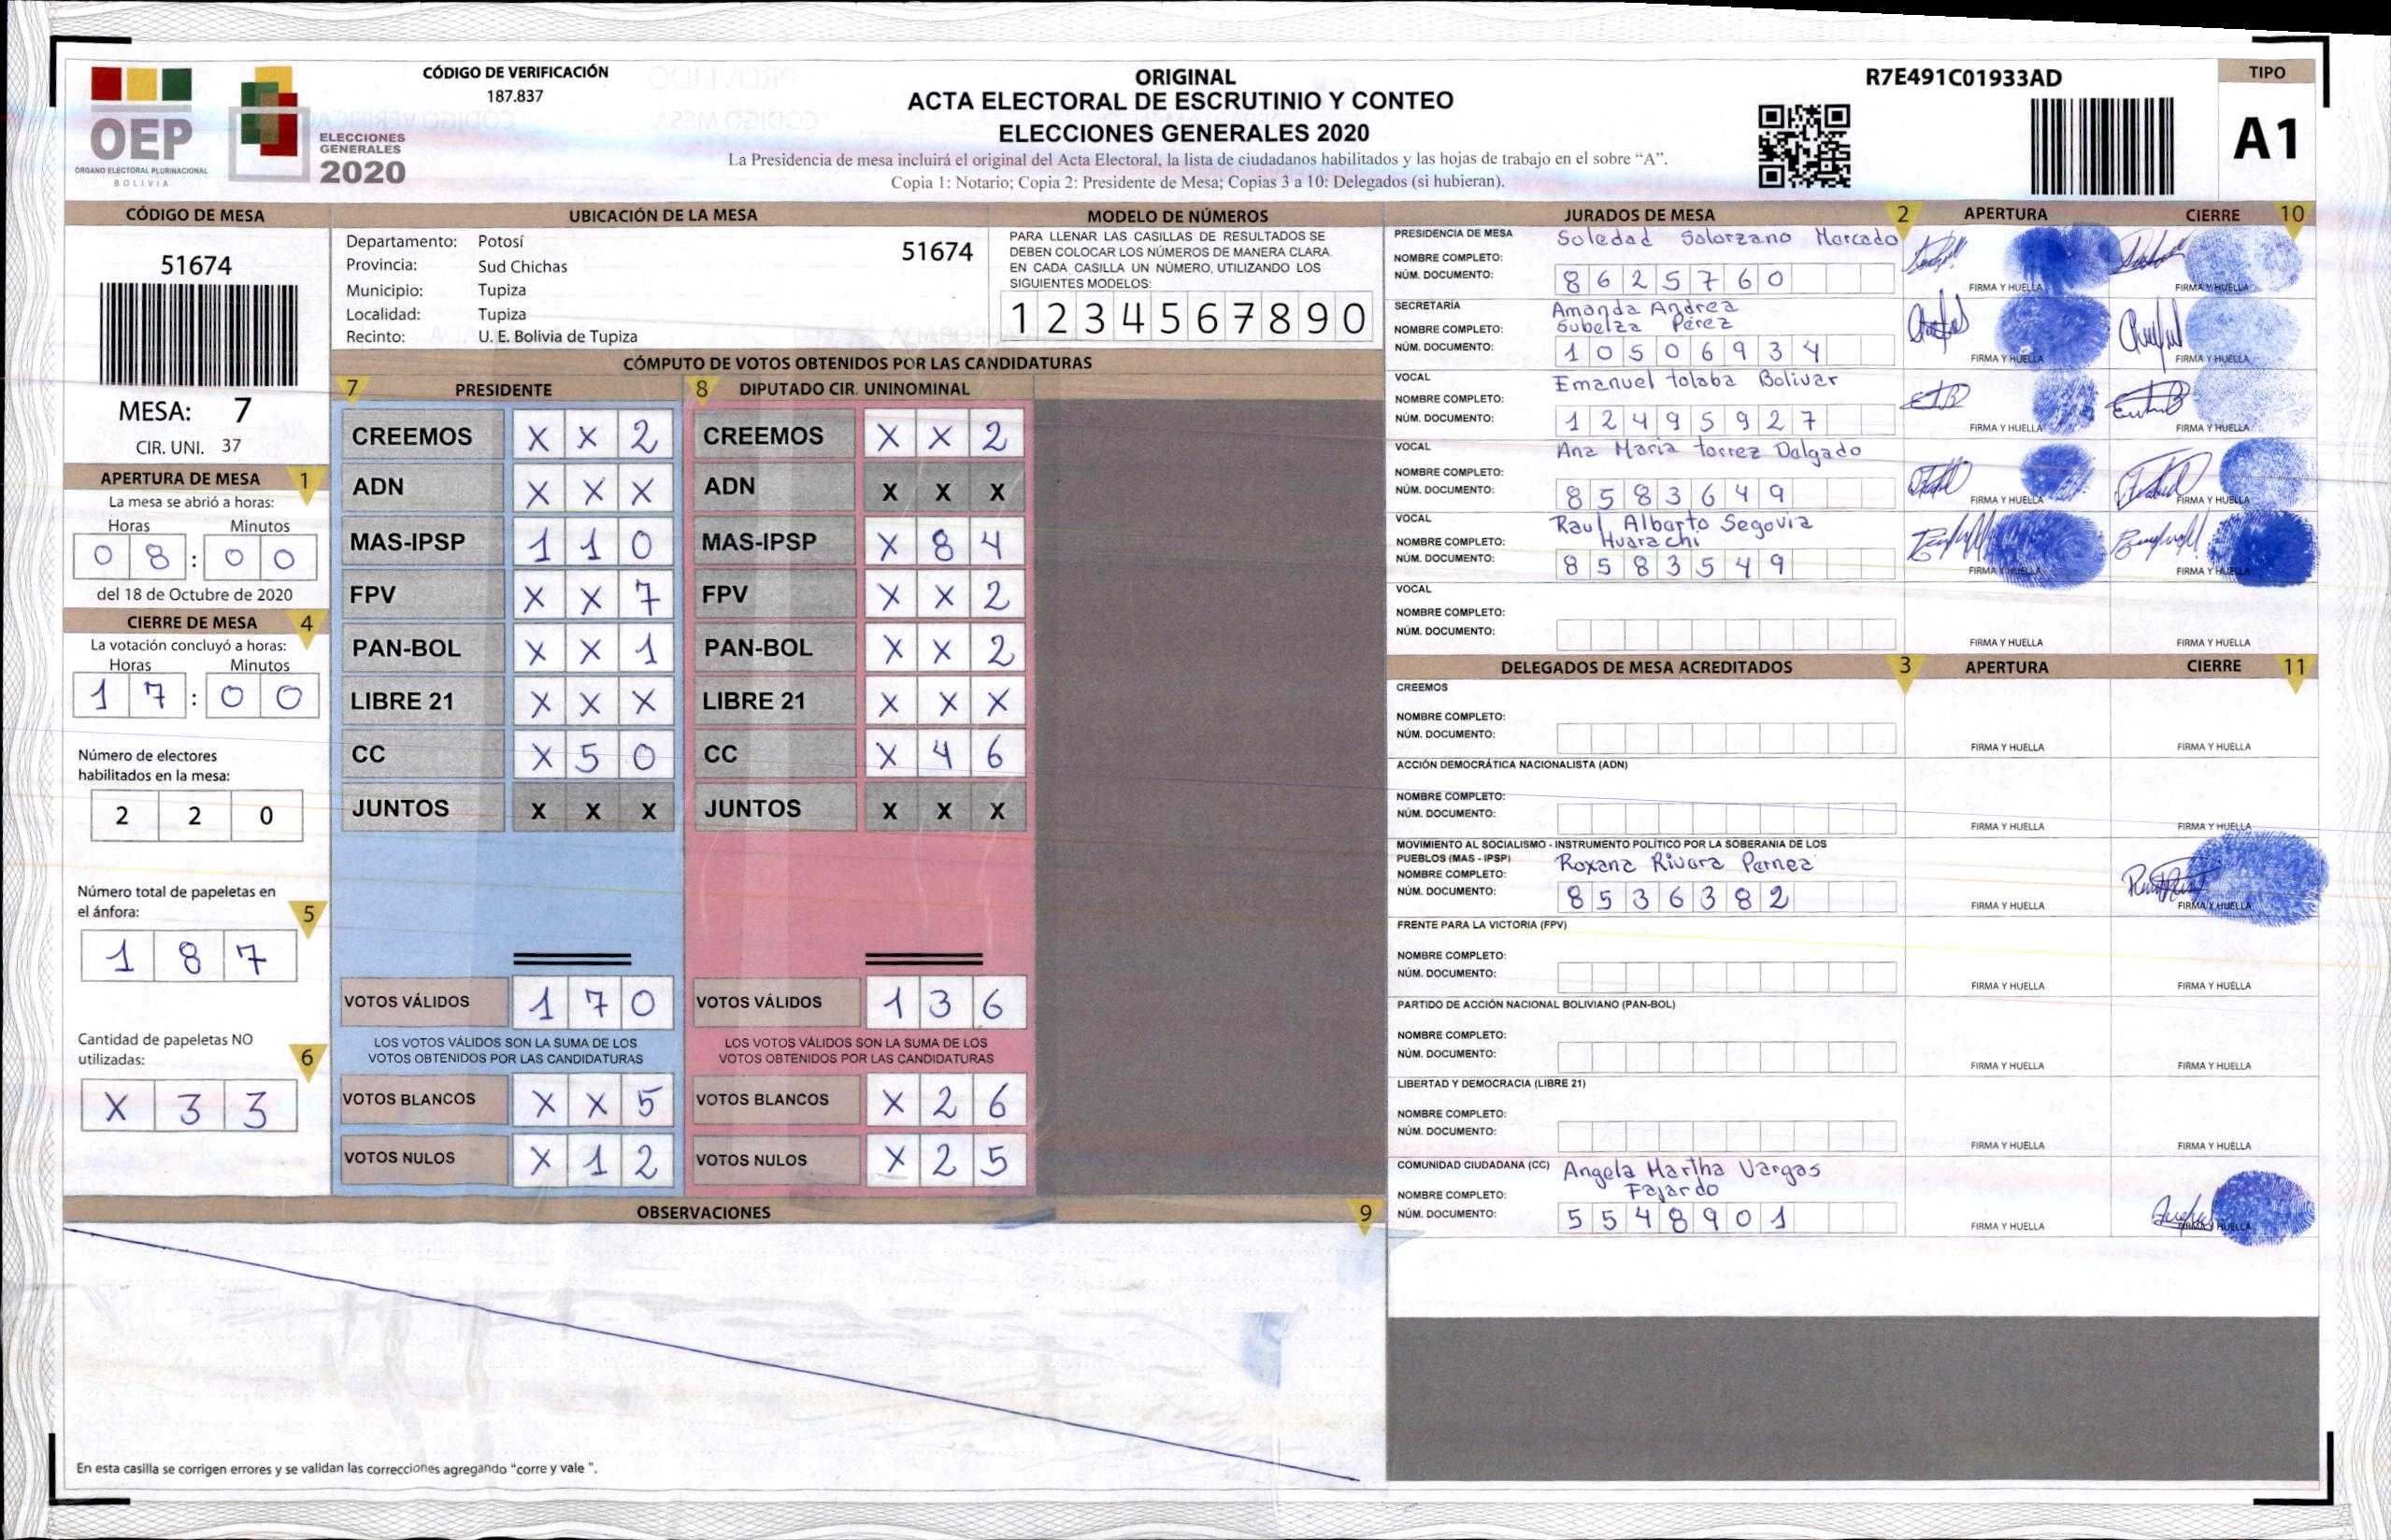 OEP
ÓRGANO ELECTORAL PLURINACIONAL
BOLIVIA
ELECCIONES
GENERALES
2020
CÓDIGO DE VERIFICACIÓN
187.837
ORIGINAL
ACTA ELECTORAL DE ESCRUTINIO Y CONTEO
ELECCIONES GENERALES 2020
La Presidencia de mesa incluirá el original del Acta Electoral, la lista de ciudadanos habilitados y las hojas de trabajo en el sobre “A”.
Copia 1: Notario; Copia 2: Presidente de Mesa; Copias 3 a 10: Delegados (si hubieran).
R7E491C01933AD
TIPO
A1
CÓDIGO DE MESA
51674
MESA: 7
CIR. UNI. 37
APERTURA DE MESA 1
La mesa se abrió a horas:
Horas Minutos
0 8 : 0 0
del 18 de Octubre de 2020
CIERRE DE MESA 4
La votación concluyó a horas:
Horas Minutos
1 7 : 0 0
Número de electores
habilitados en la mesa:
2 2 0
Número total de papeletas en
el ánfora: 5
1 8 7
Cantidad de papeletas NO
utilizadas: 6
X 3 3
UBICACIÓN DE LA MESA
Departamento: Potosí 51674
Provincia: Sud Chichas
Municipio: Tupiza
Localidad: Tupiza
Recinto: U. E. Bolivia de Tupiza
MODELO DE NÚMEROS
PARA LLENAR LAS CASILLAS DE RESULTADOS SE
DEBEN COLOCAR LOS NÚMEROS DE MANERA CLARA
EN CADA CASILLA UN NÚMERO, UTILIZANDO LOS
SIGUIENTES MODELOS:
1 2 3 4 5 6 7 8 9 0
CÓMPUTO DE VOTOS OBTENIDOS POR LAS CANDIDATURAS
7 PRESIDENTE
CREEMOS X X 2
ADN X X X
MAS-IPSP 1 1 0
FPV X X 7
PAN-BOL X X 1
LIBRE 21 X X X
CC X 5 0
JUNTOS X X X
VOTOS VÁLIDOS 1 7 0
LOS VOTOS VÁLIDOS SON LA SUMA DE LOS
VOTOS OBTENIDOS POR LAS CANDIDATURAS
VOTOS BLANCOS X X 5
VOTOS NULOS X 1 2
8 DIPUTADO CIR. UNINOMINAL
CREEMOS X X 2
ADN X X X
MAS-IPSP X 8 4
FPV X X 2
PAN-BOL X X 2
LIBRE 21 X X X
CC X 4 6
JUNTOS X X X
VOTOS VÁLIDOS 1 3 6
LOS VOTOS VÁLIDOS SON LA SUMA DE LOS
VOTOS OBTENIDOS POR LAS CANDIDATURAS
VOTOS BLANCOS X 2 6
VOTOS NULOS X 2 5
OBSERVACIONES 9
En esta casilla se corrigen errores y se validan las correcciones agregando “corre y vale ”.
JURADOS DE MESA 2 APERTURA CIERRE 10
PRESIDENCIA DE MESA Soledad Solorzano Mercado
NOMBRE COMPLETO:
NÚM. DOCUMENTO: 8 6 2 5 7 6 0
FIRMA Y HUELLA FIRMA Y HUELLA
SECRETARÍA Amanda Andrea
NOMBRE COMPLETO: Subelza Pérez
NÚM. DOCUMENTO: 1 0 5 0 6 9 3 4
FIRMA Y HUELLA FIRMA Y HUELLA
VOCAL Emanuel tolaba Bolivar
NOMBRE COMPLETO:
NÚM. DOCUMENTO: 1 2 4 9 5 9 2 7
FIRMA Y HUELLA FIRMA Y HUELLA
VOCAL Ana Maria torrez Dalgado
NOMBRE COMPLETO:
NÚM. DOCUMENTO: 8 5 8 3 6 4 9
FIRMA Y HUELLA FIRMA Y HUELLA
VOCAL Raul Alberto Segovia
NOMBRE COMPLETO: Huarachi
NÚM. DOCUMENTO: 8 5 8 3 5 4 9
FIRMA Y HUELLA FIRMA Y HUELLA
VOCAL
NOMBRE COMPLETO:
NÚM. DOCUMENTO:
FIRMA Y HUELLA FIRMA Y HUELLA
DELEGADOS DE MESA ACREDITADOS 3 APERTURA CIERRE 11
CREEMOS
NOMBRE COMPLETO:
NÚM. DOCUMENTO:
FIRMA Y HUELLA FIRMA Y HUELLA
ACCIÓN DEMOCRÁTICA NACIONALISTA (ADN)
NOMBRE COMPLETO:
NÚM. DOCUMENTO:
FIRMA Y HUELLA FIRMA Y HUELLA
MOVIMIENTO AL SOCIALISMO - INSTRUMENTO POLÍTICO POR LA SOBERANIA DE LOS
PUEBLOS (MAS - IPSP) Roxana Rivera Pernea
NOMBRE COMPLETO:
NÚM. DOCUMENTO: 8 5 3 6 3 8 2
FIRMA Y HUELLA FIRMA Y HUELLA
FRENTE PARA LA VICTORIA (FPV)
NOMBRE COMPLETO:
NÚM. DOCUMENTO:
FIRMA Y HUELLA FIRMA Y HUELLA
PARTIDO DE ACCIÓN NACIONAL BOLIVIANO (PAN-BOL)
NOMBRE COMPLETO:
NÚM. DOCUMENTO:
FIRMA Y HUELLA FIRMA Y HUELLA
LIBERTAD Y DEMOCRACIA (LIBRE 21)
NOMBRE COMPLETO:
NÚM. DOCUMENTO:
FIRMA Y HUELLA FIRMA Y HUELLA
COMUNIDAD CIUDADANA (CC) Angela Martha Vargas
NOMBRE COMPLETO: Fajardo
NÚM. DOCUMENTO: 5 5 4 8 9 0 1
FIRMA Y HUELLA FIRMA Y HUELLA